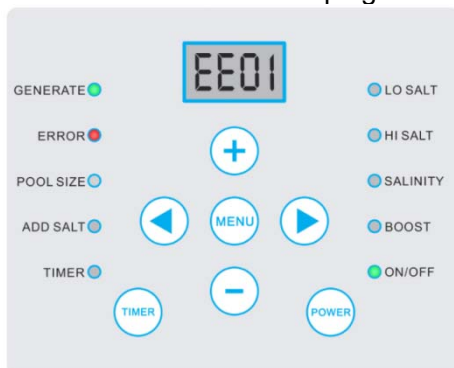 EE01
GENERATE
LO SALT
ERROR
HI SALT
+
POOL SIZE
SALINITY
ADD SALT
MENU
BOOST
TIMER
-
ON/OFF
TIMER
POWER